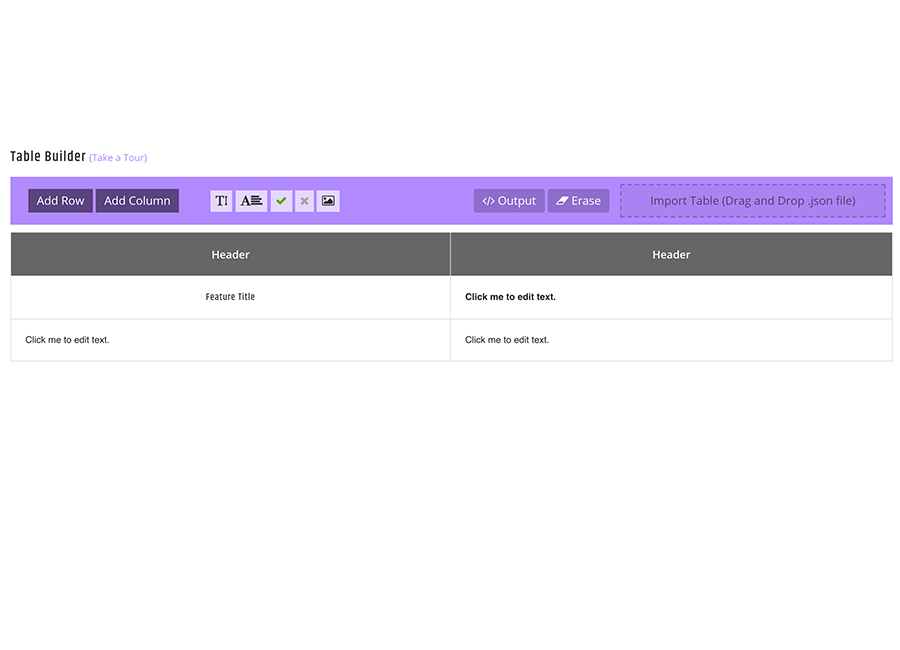 Table Builder (Take a Tour)
Add Row Add Column T! A </> Output Erase Import Table (Drag and Drop .json file)
Header Header
Feature Title Click me to edit text.
Click me to edit text. Click me to edit text.